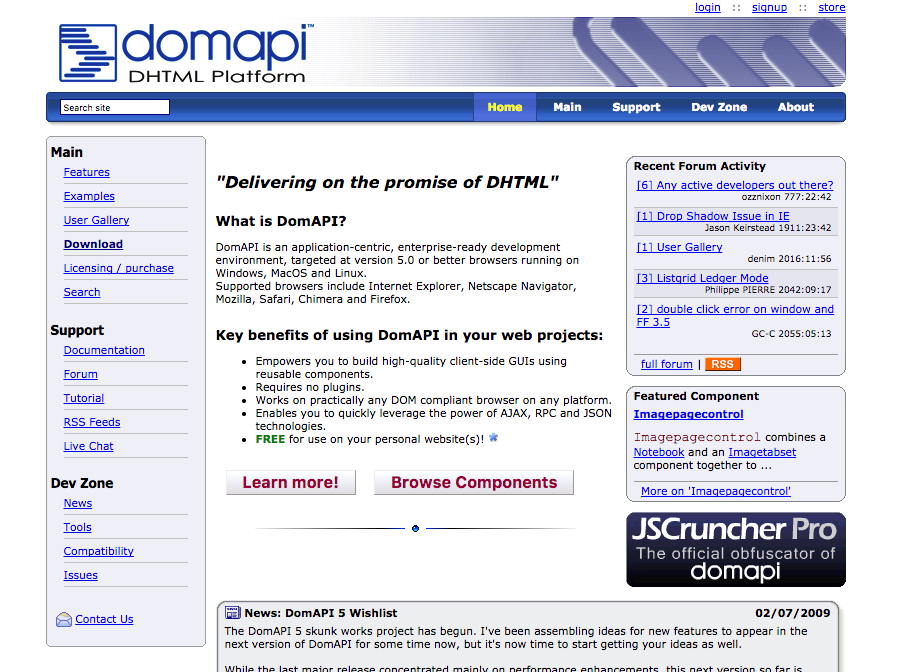 login :: signup :: store
domapi™
DHTML Platform
Search site
Home Main Support Dev Zone About
Main
Features
Examples
User Gallery
Download
Licensing / purchase
Search
Support
Documentation
Forum
Tutorial
RSS Feeds
Live Chat
Dev Zone
News
Tools
Compatibility
Issues
Contact Us
"Delivering on the promise of DHTML"
What is DomAPI?
DomAPI is an application-centric, enterprise-ready development
environment, targeted at version 5.0 or better browsers running on
Windows, MacOS and Linux.
Supported browsers include Internet Explorer, Netscape Navigator,
Mozilla, Safari, Chimera and Firefox.
Key benefits of using DomAPI in your web projects:
• Empowers you to build high-quality client-side GUIs using
reusable components.
• Requires no plugins.
• Works on practically any DOM compliant browser on any platform.
• Enables you to quickly leverage the power of AJAX, RPC and JSON
technologies.
• FREE for use on your personal website(s)!
Learn more! Browse Components
Recent Forum Activity
[6] Any active developers out there?
ozznixon 777:22:42
[1] Drop Shadow Issue in IE
Jason Keirstead 1911:23:42
[1] User Gallery
denim 2016:11:56
[3] Listgrid Ledger Mode
Philippe PIERRE 2042:09:17
[2] double click error on window and
FF 3.5
GC-C 2055:05:13
full forum | RSS
Featured Component
Imagepagecontrol
Imagepagecontrol combines a
Notebook and an Imagetabset
component together to ...
More on 'Imagepagecontrol'
JSCruncher Pro
The official obfuscator of
domapi
News: DomAPI 5 Wishlist 02/07/2009
The DomAPI 5 skunk works project has begun. I've been assembling ideas for new features to appear in the
next version of DomAPI for some time now, but it's now time to start getting your ideas as well.
While the last major release concentrated mainly on performance enhancements, this next version so far is